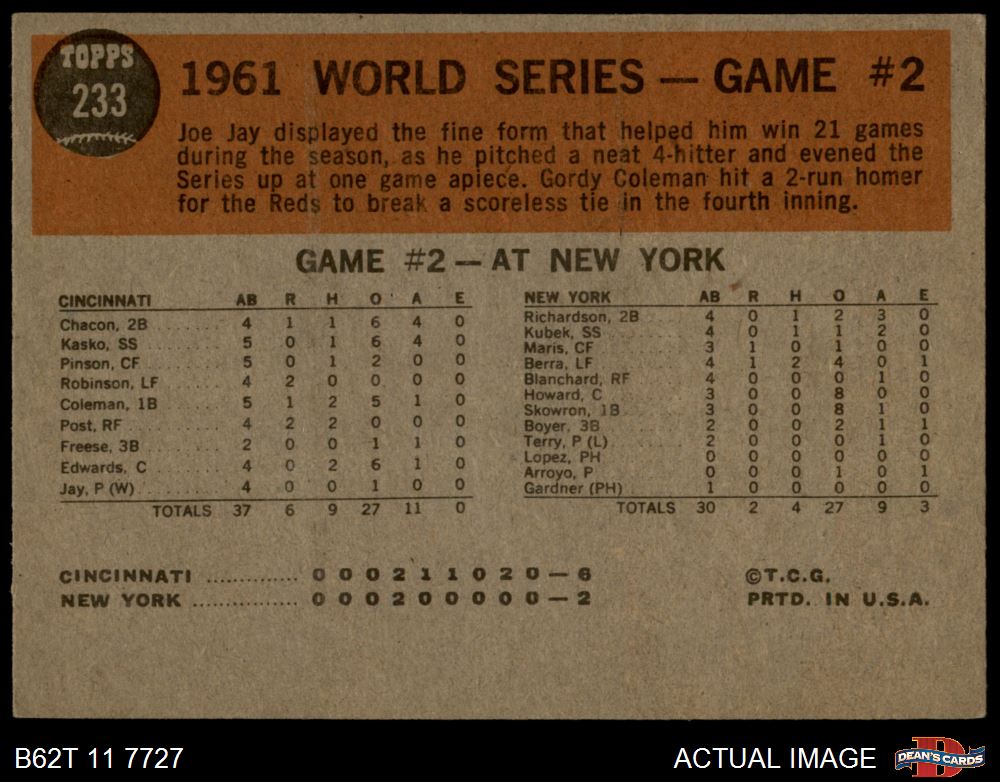 TOPPS
233
1961 WORLD SERIES — GAME #2
Joe Jay displayed the fine form that helped him win 21 games
during the season, as he pitched a neat 4-hitter and evened the
Series up at one game apiece. Gordy Coleman hit a 2-run homer
for the Reds to break a scoreless tie in the fourth inning.
GAME #2 — AT NEW YORK
CINCINNATI AB R H O A E
Chacon, 2B 4 1 1 6 4 0
Kasko, SS 5 0 1 6 4 0
Pinson, CF 5 0 1 2 0 0
Robinson, LF 4 2 0 0 0 0
Coleman, 1B 5 1 2 5 1 0
Post, RF 4 2 2 0 0 0
Freese, 3B 2 0 0 1 1 0
Edwards, C 4 0 2 6 1 0
Jay, P (W) 4 0 0 1 0 0
TOTALS 37 6 9 27 11 0
NEW YORK AB R H O A E
Richardson, 2B 4 0 1 2 3 0
Kubek, SS 4 0 1 1 2 0
Maris, CF 3 1 0 1 0 0
Berra, LF 4 1 2 4 0 1
Blanchard, RF 4 0 0 0 1 0
Howard, C 3 0 0 8 0 0
Skowron, 1B 3 0 0 8 1 0
Boyer, 3B 2 0 0 2 1 1
Terry, P (L) 2 0 0 0 1 0
Lopez, PH 0 0 0 0 0 0
Arroyo, P 0 0 0 1 0 1
Gardner (PH) 1 0 0 0 0 0
TOTALS 30 2 4 27 9 3
CINCINNATI ............. 0 0 0 2 1 1 0 2 0 — 6
NEW YORK ............... 0 0 0 2 0 0 0 0 0 — 2
©T.C.G.
PRTD. IN U.S.A.
B62T 11 7727
ACTUAL IMAGE
DEAN'S CARDS